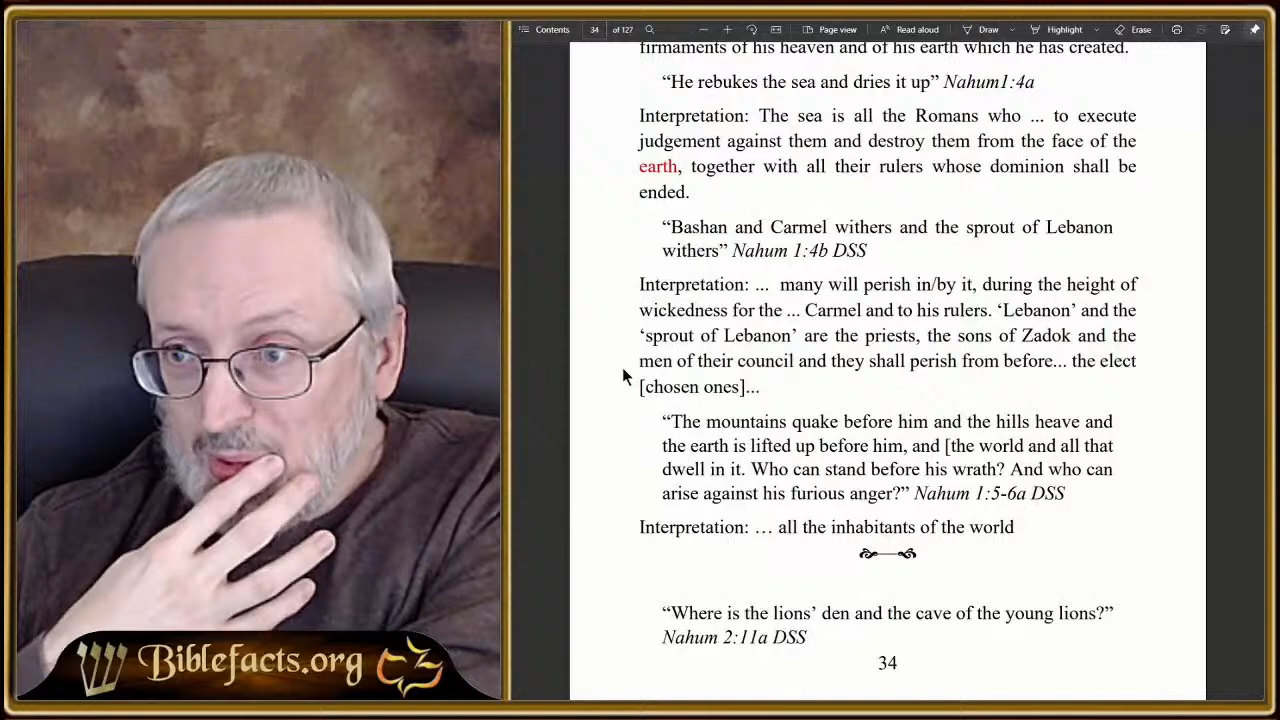 Contents
34
of 127
Page view
Read aloud
Draw
Highlight
Erase
firmaments of his heaven and of his earth which he has created.
“He rebukes the sea and dries it up” Nahum1:4a
Interpretation: The sea is all the Romans who ... to execute
judgement against them and destroy them from the face of the
earth, together with all their rulers whose dominion shall be
ended.
“Bashan and Carmel withers and the sprout of Lebanon
withers” Nahum 1:4b DSS
Interpretation: ... many will perish in/by it, during the height of
wickedness for the ... Carmel and to his rulers. ‘Lebanon’ and the
‘sprout of Lebanon’ are the priests, the sons of Zadok and the
men of their council and they shall perish from before... the elect
[chosen ones]...
“The mountains quake before him and the hills heave and
the earth is lifted up before him, and [the world and all that
dwell in it. Who can stand before his wrath? And who can
arise against his furious anger?” Nahum 1:5-6a DSS
Interpretation: … all the inhabitants of the world
“Where is the lions’ den and the cave of the young lions?”
Nahum 2:11a DSS
34
Biblefacts.org